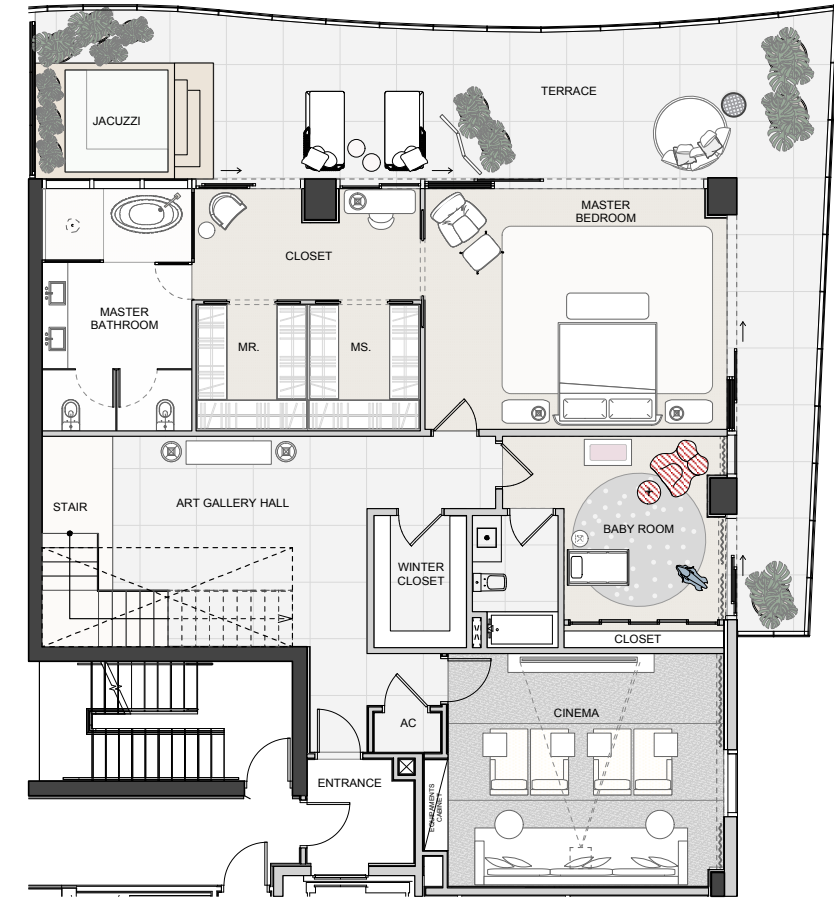 TERRACE
JACUZZI
MASTER
BEDROOM
CLOSET
MASTER
BATHROOM
MR.
MS.
STAIR
ART GALLERY HALL
BABY ROOM
WINTER
CLOSET
CLOSET
CINEMA
AC
ENTRANCE
EQUIPAMENTS
CABINET